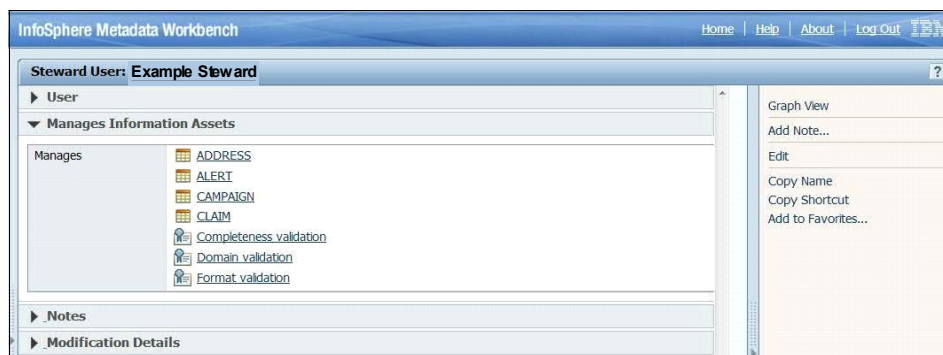 InfoSphere Metadata Workbench
Home | Help | About | Log Out IBM
Steward User: Example Steward
?
User
Manages Information Assets
Manages
ADDRESS
ALERT
CAMPAIGN
CLAIM
Completeness validation
Domain validation
Format validation
Notes
Modification Details
Graph View
Add Note...
Edit
Copy Name
Copy Shortcut
Add to Favorites...